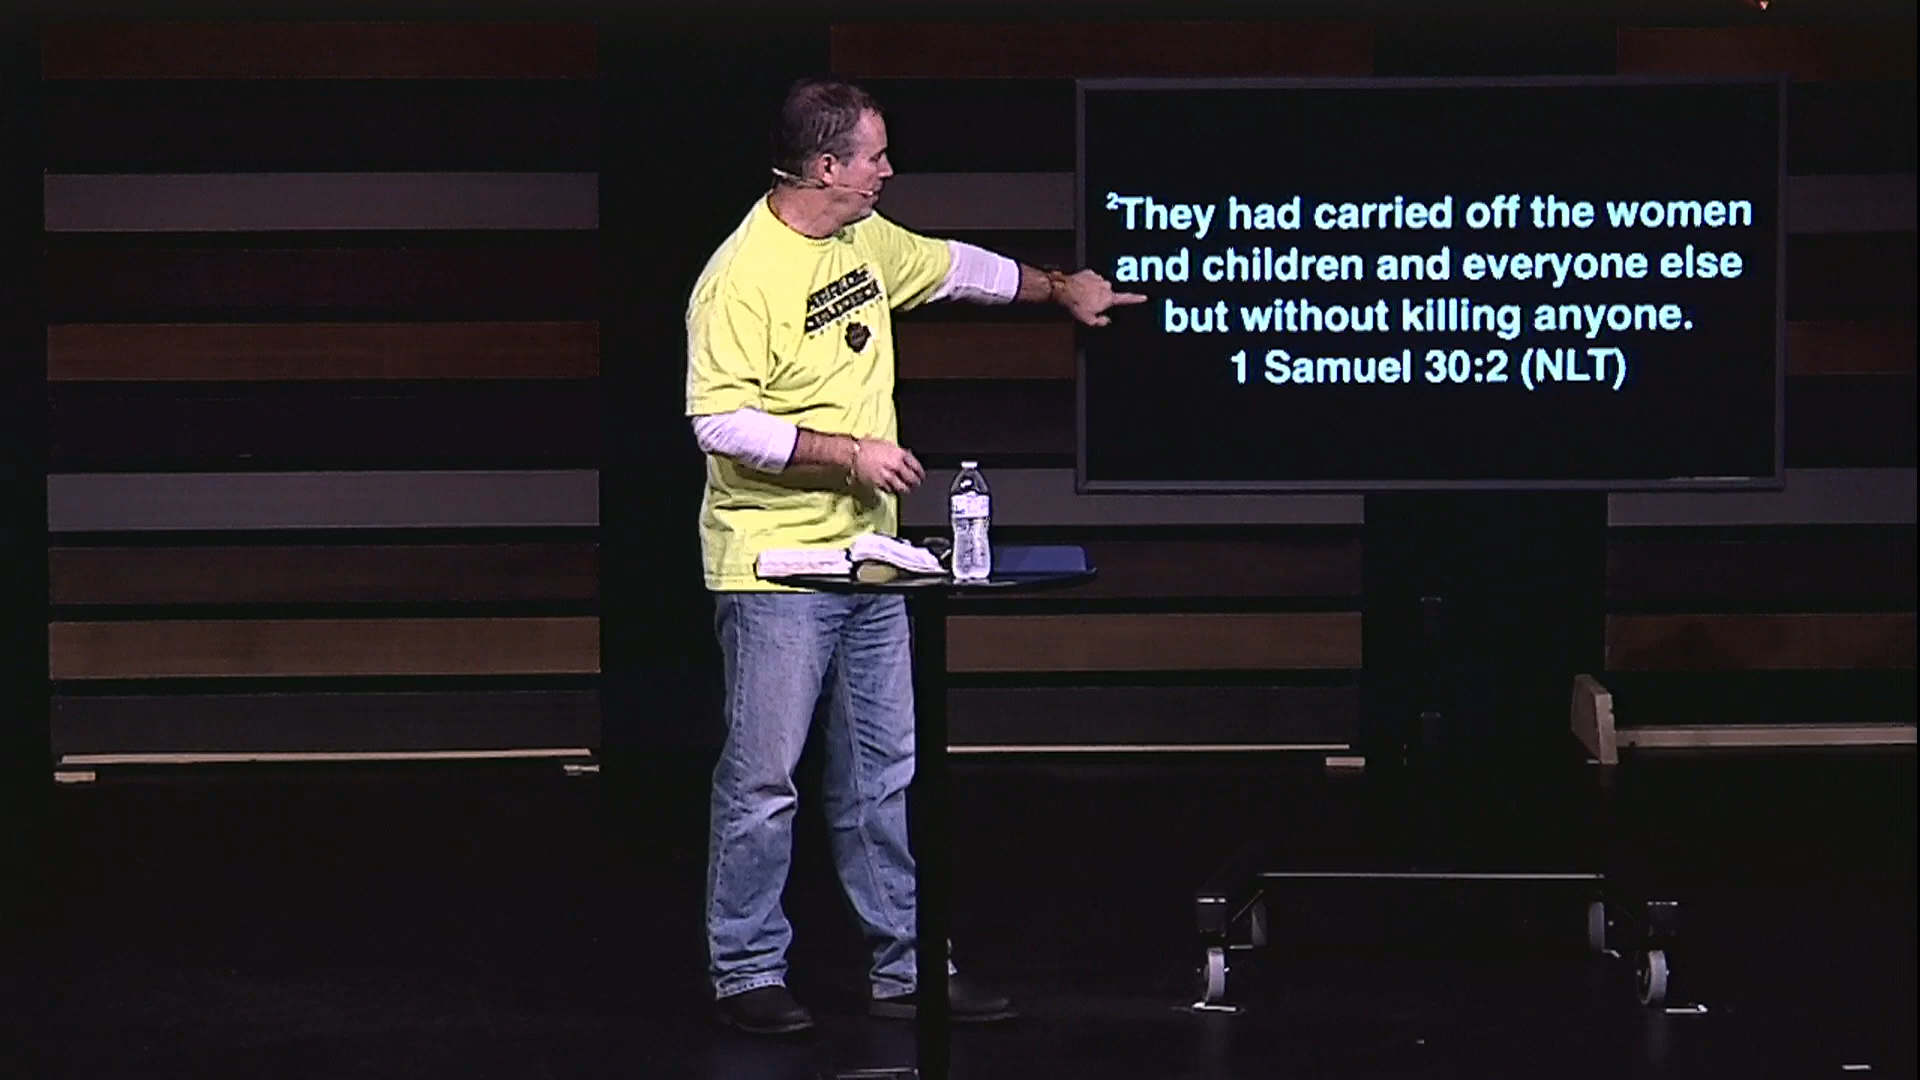 ²They had carried off the women
and children and everyone else
but without killing anyone.
1 Samuel 30:2 (NLT)